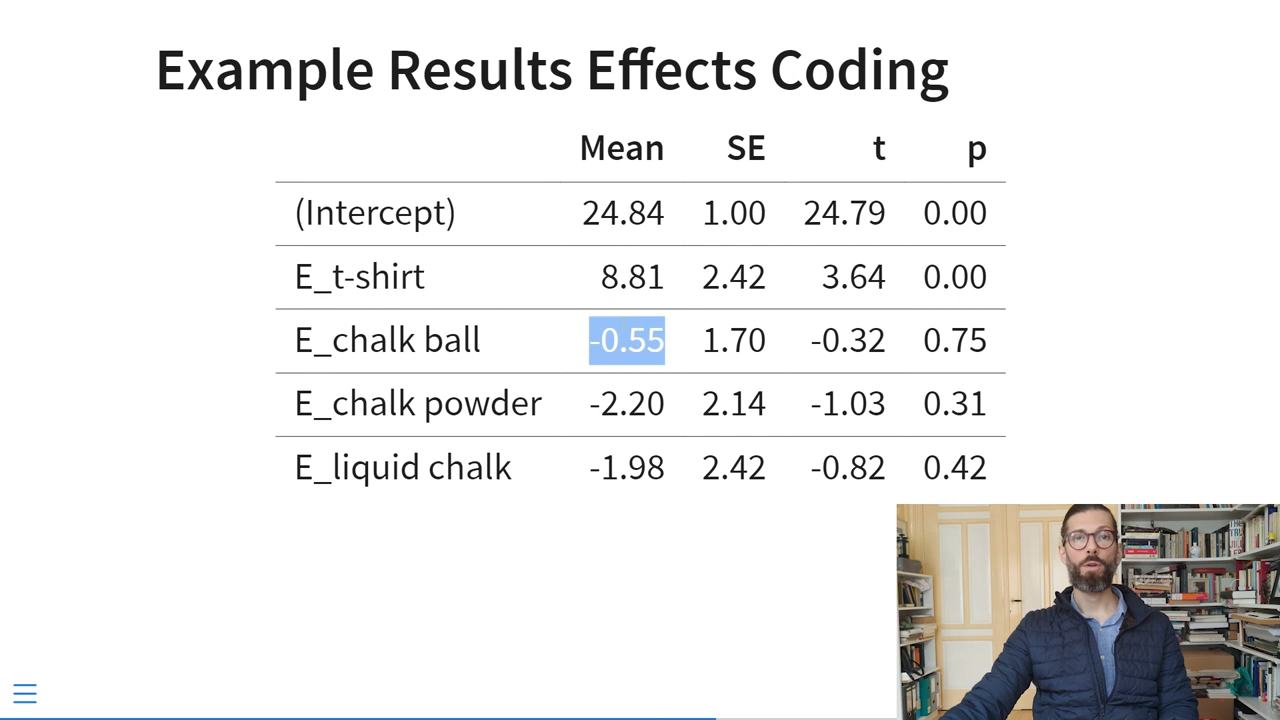 Example Results Effects Coding
Mean SE t p
(Intercept) 24.84 1.00 24.79 0.00
E_t-shirt 8.81 2.42 3.64 0.00
E_chalk ball -0.55 1.70 -0.32 0.75
E_chalk powder -2.20 2.14 -1.03 0.31
E_liquid chalk -1.98 2.42 -0.82 0.42